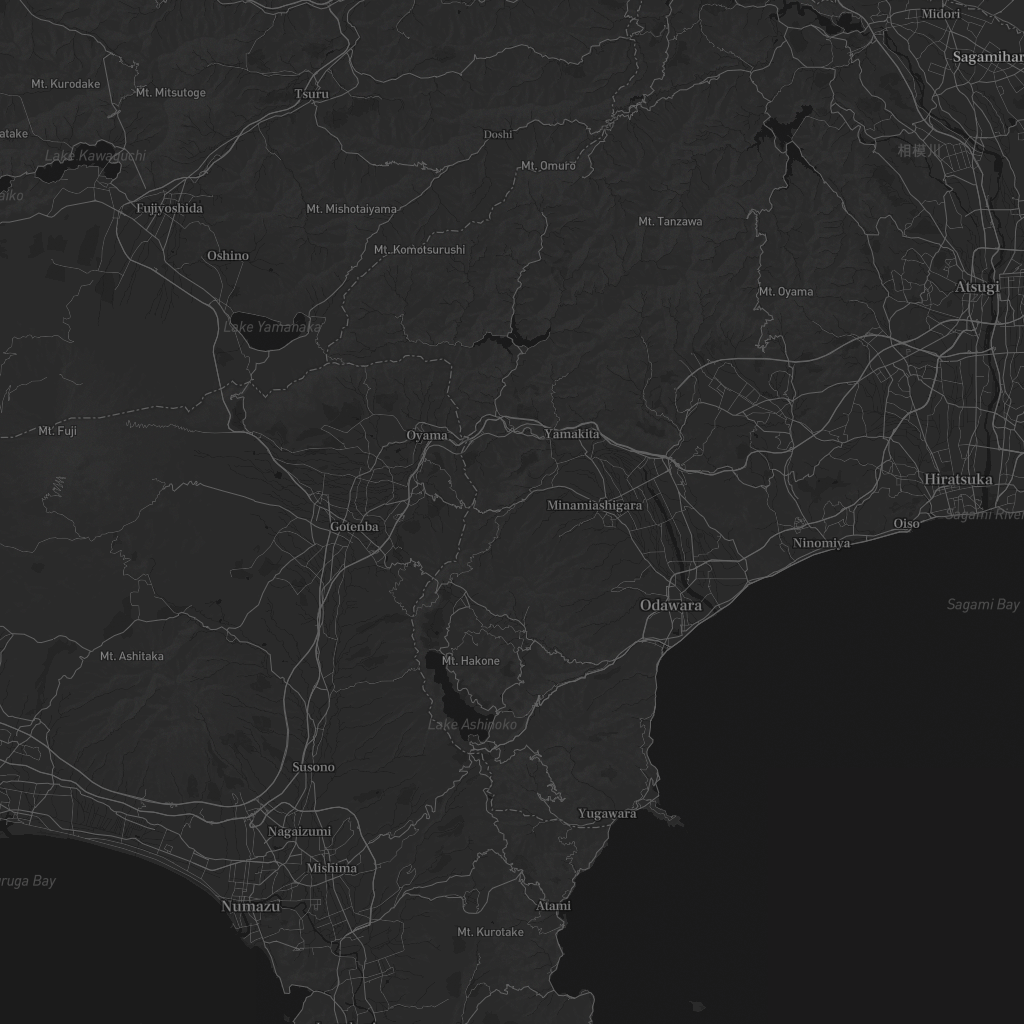 Midori
Sagamihar
Mt. Kurodake
Mt. Mitsutoge
Tsuru
atake
Doshi
Lake Kawaguchi
相模川
Mt. Omuro
aiko
Fujiyoshida
Mt. Mishotaiyama
Mt. Tanzawa
Oshino
Mt. Komotsurushi
Atsugi
Mt. Oyama
Lake Yamanaka
Mt. Fuji
Oyama
Yamakita
Hiratsuka
Minamiashigara
Sagami River
Oiso
Gotenba
Ninomiya
Odawara
Sagami Bay
Mt. Ashitaka
Mt. Hakone
Lake Ashinoko
Susono
Yugawara
Nagaizumi
Mishima
ruga Bay
Numazu
Atami
Mt. Kurotake